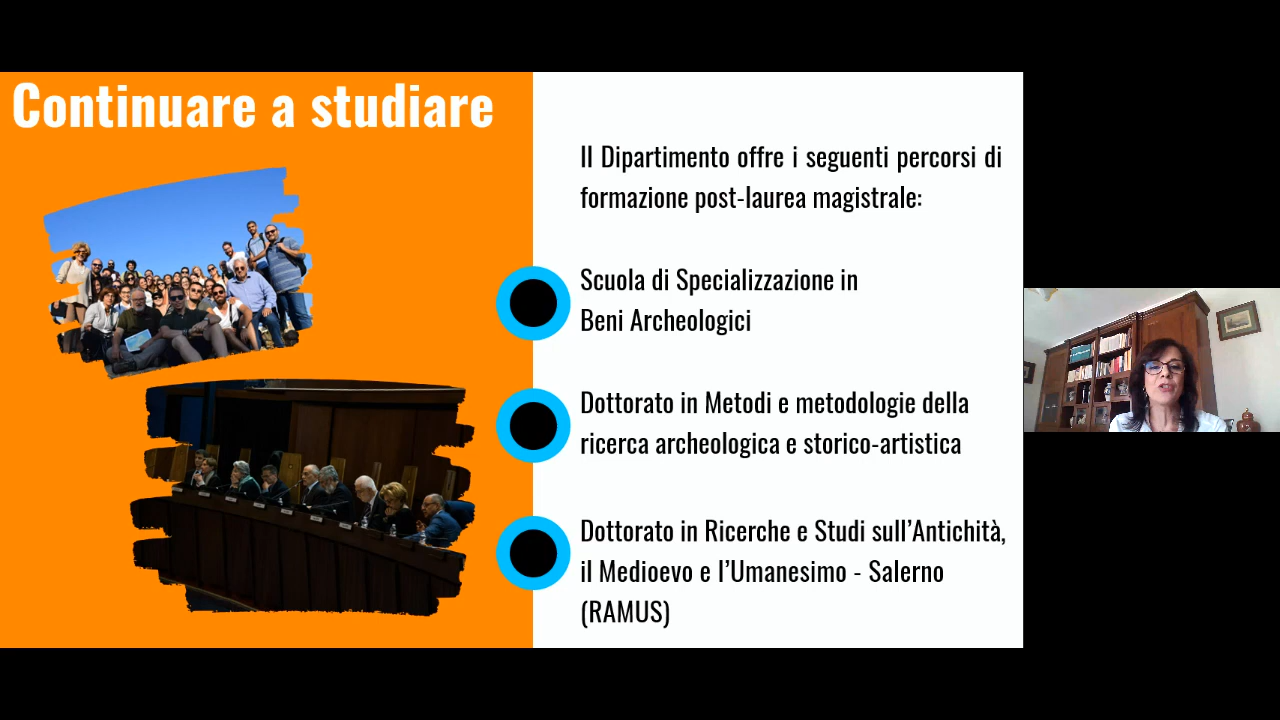 Continuare a studiare
Il Dipartimento offre i seguenti percorsi di
formazione post-laurea magistrale:
Scuola di Specializzazione in
Beni Archeologici
Dottorato in Metodi e metodologie della
ricerca archeologica e storico-artistica
Dottorato in Ricerche e Studi sull’Antichità,
il Medioevo e l’Umanesimo - Salerno
(RAMUS)